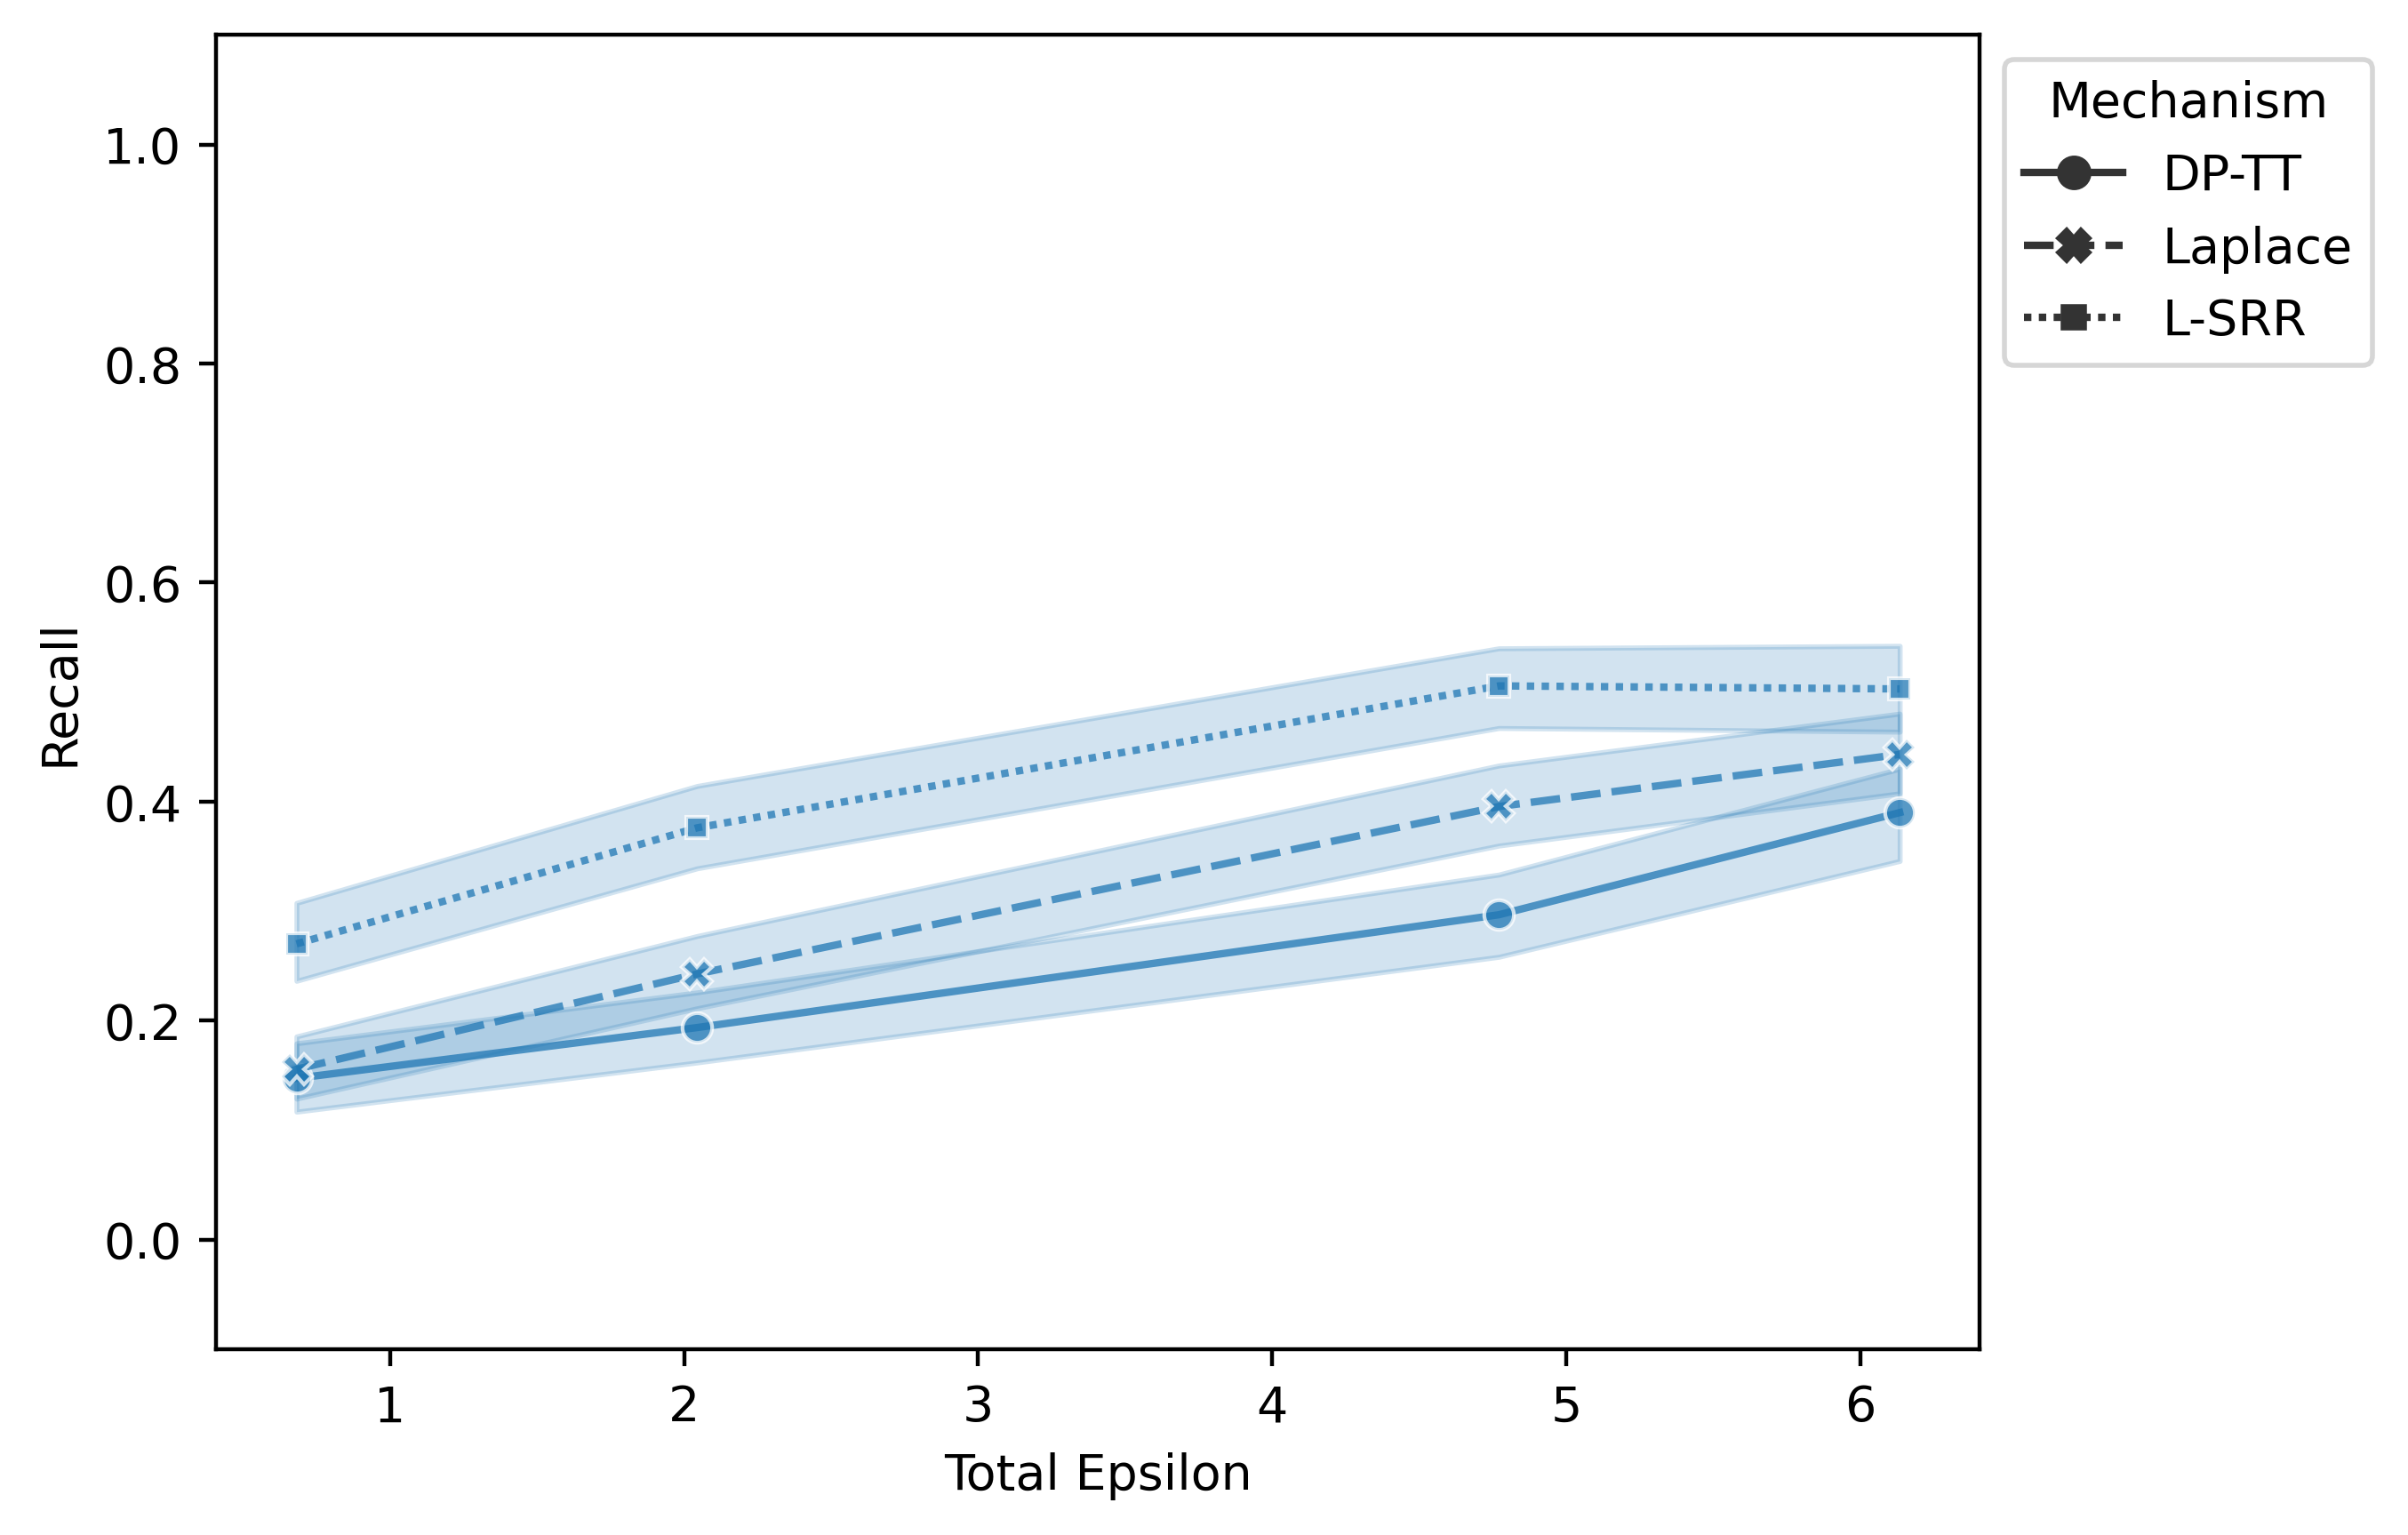 Mechanism
DP-TT
Laplace
L-SRR
1.0
0.8
0.6
0.4
0.2
0.0
Recall
1 2 3 4 5 6
Total Epsilon